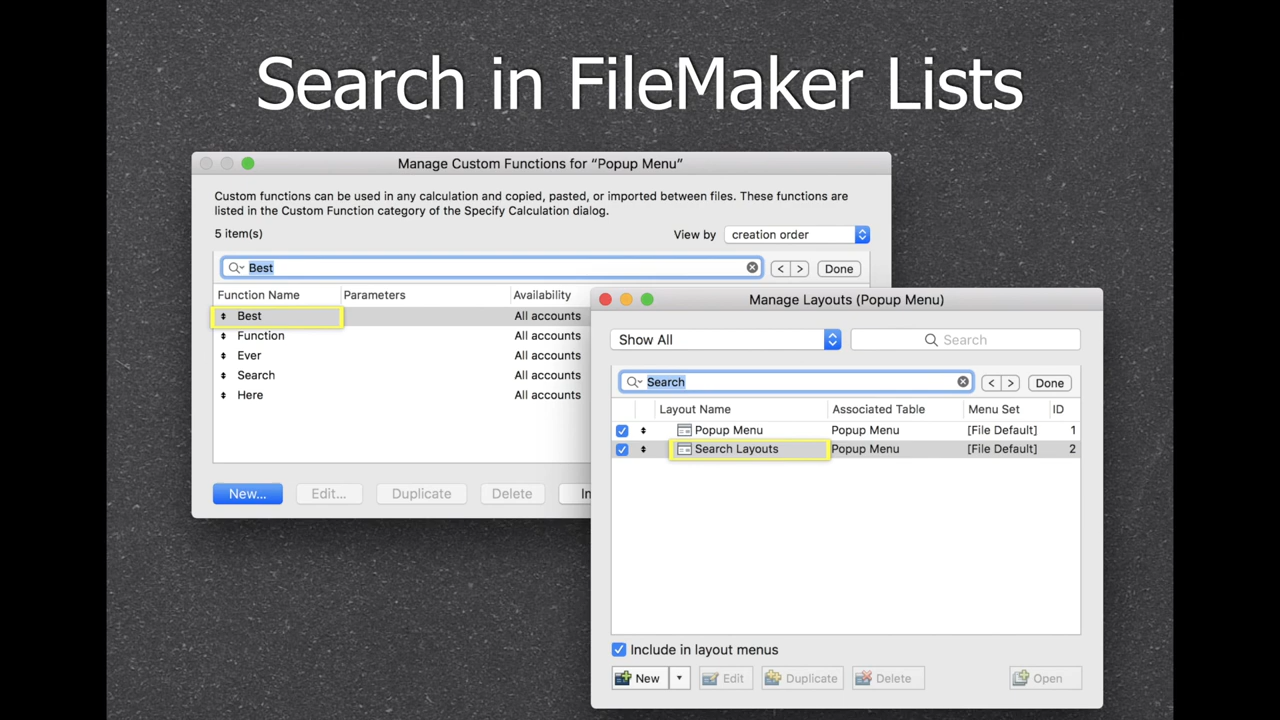 Search in FileMaker Lists
Manage Custom Functions for “Popup Menu”
Custom functions can be used in any calculation and copied, pasted, or imported between files. These functions are
listed in the Custom Function category of the Specify Calculation dialog.
5 item(s)
View by creation order
Best < > Done
Function Name Parameters Availability
Best All accounts
Function All accounts
Ever All accounts
Search All accounts
Here All accounts
New... Edit... Duplicate Delete
Manage Layouts (Popup Menu)
Show All Search
Search < > Done
Layout Name Associated Table Menu Set ID
Popup Menu Popup Menu [File Default] 1
Search Layouts Popup Menu [File Default] 2
Include in layout menus
New Edit Duplicate Delete Open